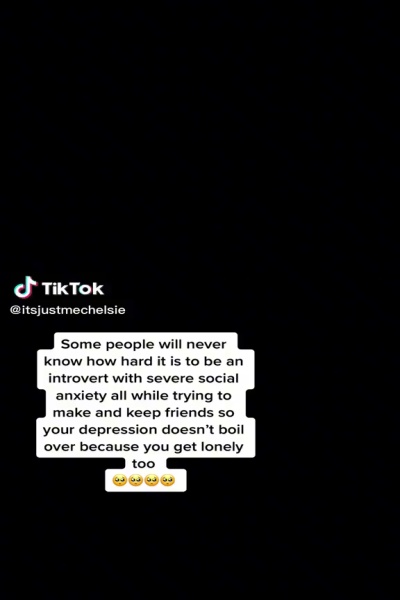 TikTok
@itsjustmechelsie
Some people will never
know how hard it is to be an
introvert with severe social
anxiety all while trying to
make and keep friends so
your depression doesn't boil
over because you get lonely
too
🥺🥺🥺🥺